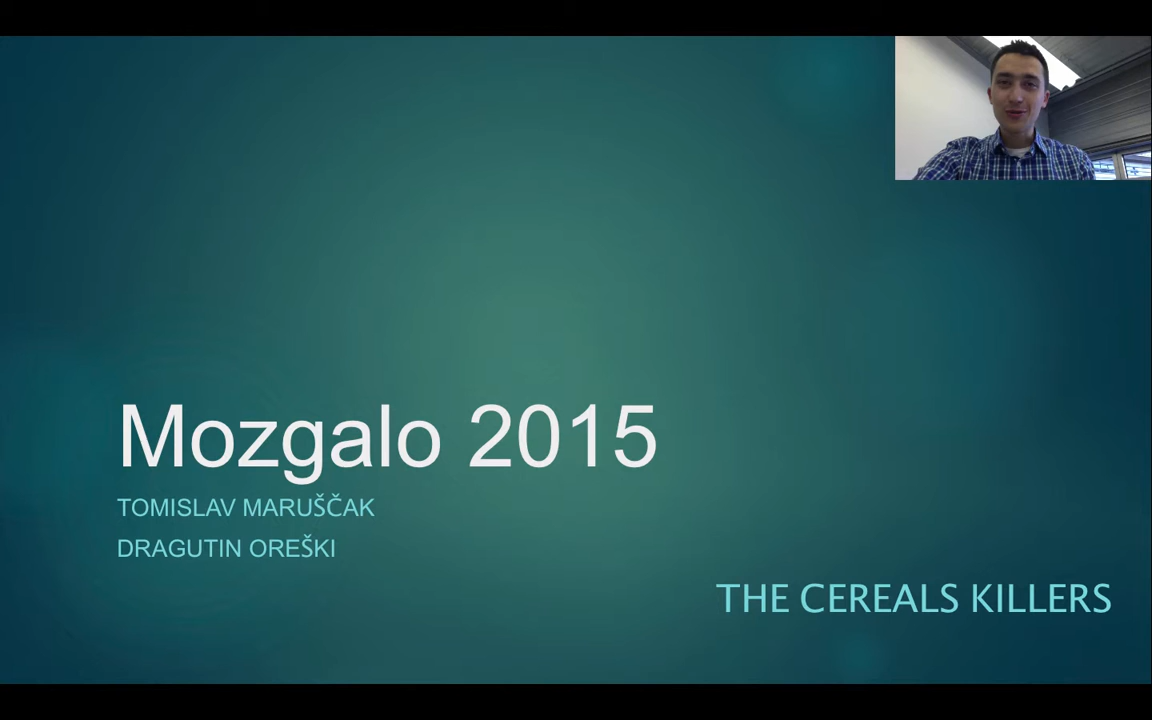 Mozgalo 2015
TOMISLAV MARUŠČAK
DRAGUTIN OREŠKI
THE CEREALS KILLERS